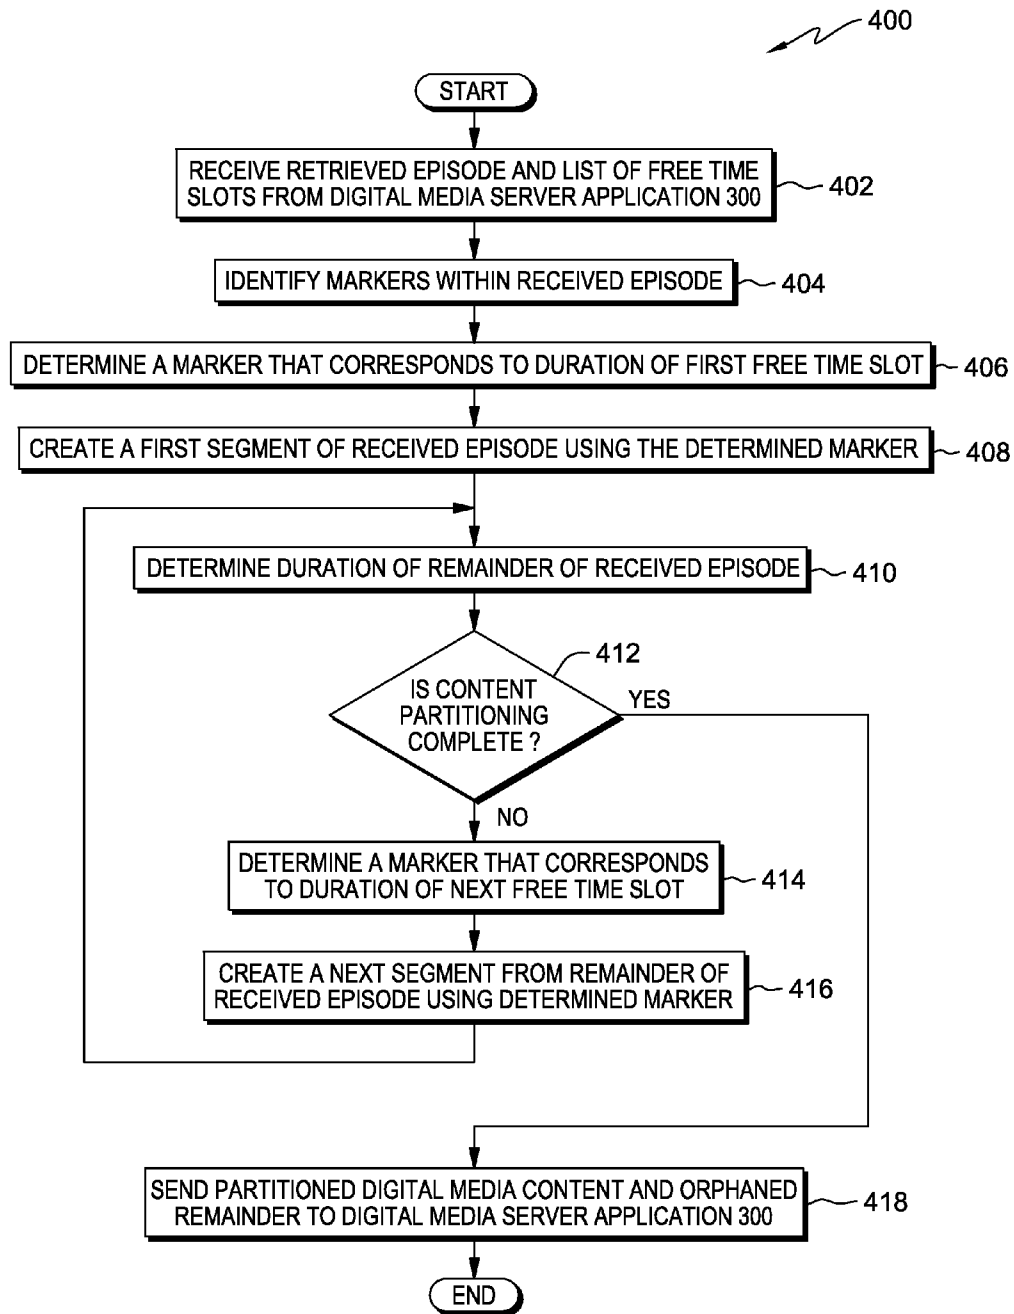 400
START
RECEIVE RETRIEVED EPISODE AND LIST OF FREE TIME
SLOTS FROM DIGITAL MEDIA SERVER APPLICATION 300
402
IDENTIFY MARKERS WITHIN RECEIVED EPISODE
404
DETERMINE A MARKER THAT CORRESPONDS TO DURATION OF FIRST FREE TIME SLOT
406
CREATE A FIRST SEGMENT OF RECEIVED EPISODE USING THE DETERMINED MARKER
408
DETERMINE DURATION OF REMAINDER OF RECEIVED EPISODE
410
412
IS CONTENT
PARTITIONING
COMPLETE ?
YES
NO
DETERMINE A MARKER THAT CORRESPONDS
TO DURATION OF NEXT FREE TIME SLOT
414
CREATE A NEXT SEGMENT FROM REMAINDER OF
RECEIVED EPISODE USING DETERMINED MARKER
416
SEND PARTITIONED DIGITAL MEDIA CONTENT AND ORPHANED
REMAINDER TO DIGITAL MEDIA SERVER APPLICATION 300
418
END